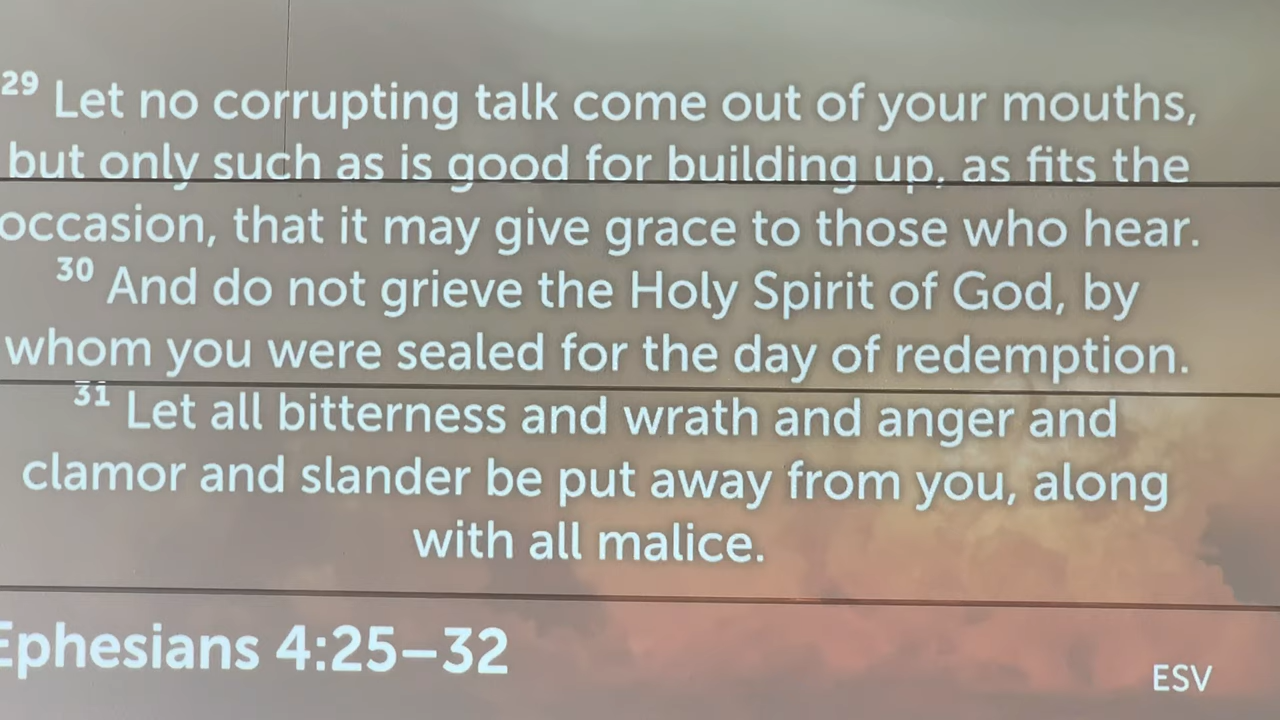 29 Let no corrupting talk come out of your mouths,
but only such as is good for building up, as fits the
occasion, that it may give grace to those who hear.
30 And do not grieve the Holy Spirit of God, by
whom you were sealed for the day of redemption.
31 Let all bitterness and wrath and anger and
clamor and slander be put away from you, along
with all malice.
Ephesians 4:25–32
ESV